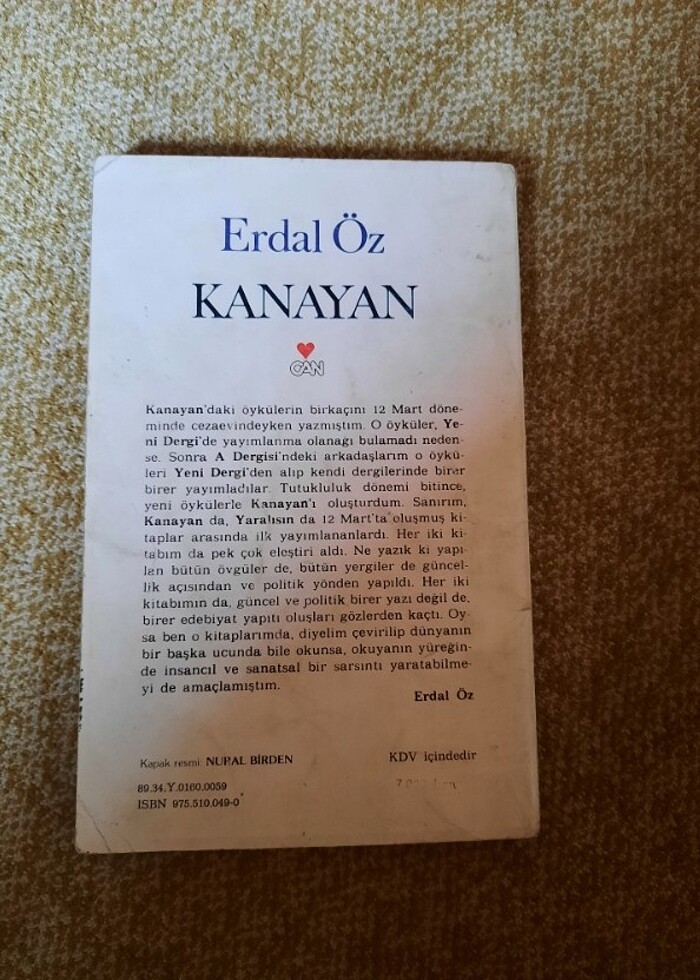 Erdal Öz
KANAYAN
CAN
Kanayan'daki öykülerin birkaçını 12 Mart döne-
minde cezaevindeyken yazmıştım. O öyküler, Ye-
ni Dergi'de yayımlanma olanağı bulamadı neden-
se. Sonra A Dergisi'ndeki arkadaşlarım o öykü-
leri Yeni Dergi'den alıp kendi dergilerinde birer
birer yayımladılar. Tutukluluk dönemi bitince,
yeni öykülerle Kanayan'ı oluşturdum. Sanırım,
Kanayan da, Yaralısın da 12 Mart'ta oluşmuş ki-
taplar arasında ilk yayımlananlardı. Her iki ki-
tabım da pek çok eleştiri aldı. Ne yazık ki yapı-
lan bütün övgüler de, bütün yergiler de güncel-
lik açısından ve politik yönden yapıldı. Her iki
kitabımın da, güncel ve politik birer yazı değil de,
birer edebiyat yapıtı oluşları gözlerden kaçtı. Oy-
sa ben o kitaplarımda, diyelim çevirilip dünyanın
bir başka ucunda bile okunsa, okuyanın yüreğin-
de insancıl ve sanatsal bir sarsıntı yaratabilme-
yi de amaçlamıştım.
Erdal Öz
Kapak resmi: NURAL BİRDEN
KDV içindedir
89.34.Y.0160.0059
ISBN 975.510.049-0